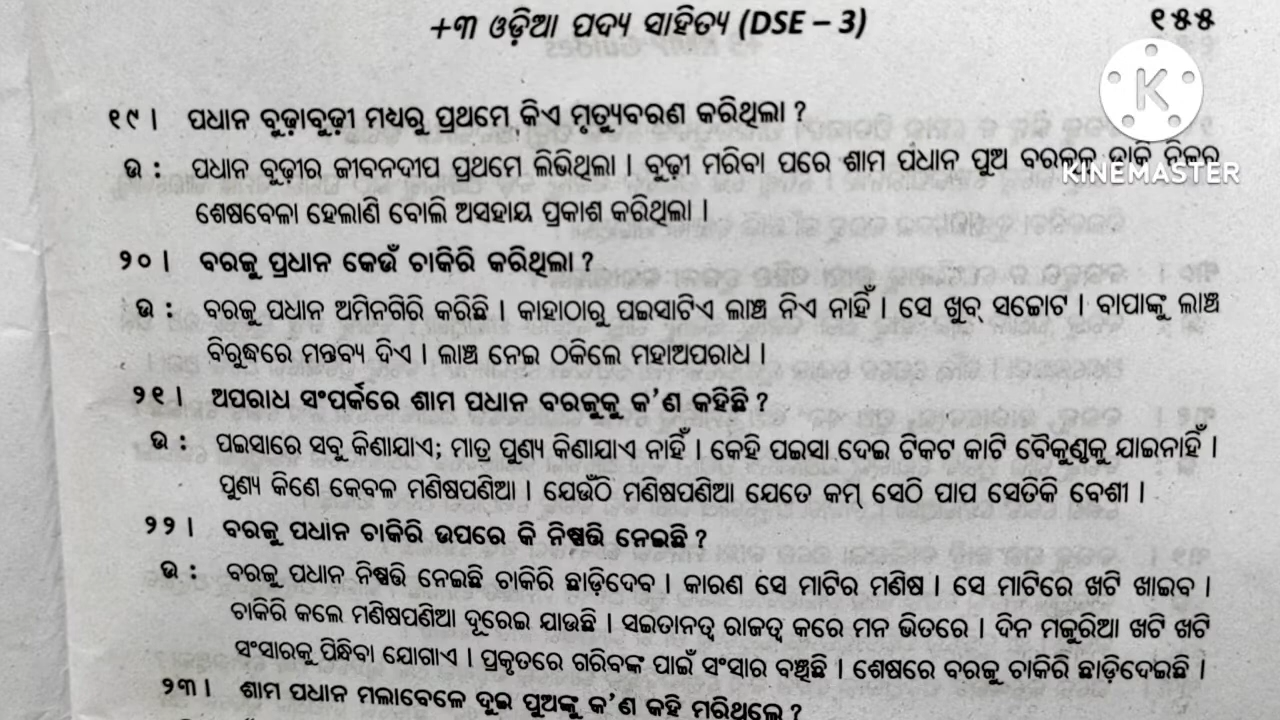 +୩ ଓଡ଼ିଆ ପଦ୍ୟ ସାହିତ୍ୟ (DSE – 3) ୧୫୫
K
KINEMASTER
୧୯। ପଧାନ ବୁଢ଼ାବୁଢ଼ୀ ମଧ୍ୟରୁ ପ୍ରଥମେ କିଏ ମୃତ୍ୟୁବରଣ କରିଥିଲା ?
ଉ : ପଧାନ ବୁଢ଼ୀର ଜୀବନଦୀପ ପ୍ରଥମେ ଲିଭିଥିଲା । ବୁଢ଼ୀ ମରିବା ପରେ ଶାମ ପଧାନ ପୁଅ ବରଜୁକୁ ଡାକି ନିଜର
ଶେଷବେଳା ହେଲାଣି ବୋଲି ଅସହାୟ ପ୍ରକାଶ କରିଥିଲା ।
୨୦। ବରଜୁ ପ୍ରଧାନ କେଉଁ ଚାକିରି କରିଥିଲା ?
ଉ : ବରଜୁ ପଧାନ ଅମିନଗିରି କରିଛି । କାହାଠାରୁ ପଇସାଟିଏ ଲାଞ୍ଚ ନିଏ ନାହିଁ । ସେ ଖୁବ୍ ସଚ୍ଚୋଟ । ବାପାଙ୍କୁ ଲାଞ୍ଚ
ବିରୁଦ୍ଧରେ ମନ୍ତବ୍ୟ ଦିଏ । ଲାଞ୍ଚ ନେଇ ଠକିଲେ ମହାଅପରାଧ ।
୨୧। ଅପରାଧ ସଂପର୍କରେ ଶାମ ପଧାନ ବରଜୁକୁ କ'ଣ କହିଛି ?
ଉ : ପଇସାରେ ସବୁ କିଣାଯାଏ; ମାତ୍ର ପୁଣ୍ୟ କିଣାଯାଏ ନାହିଁ । କେହି ପଇସା ଦେଇ ଟିକଟ କାଟି ବୈକୁଣ୍ଠକୁ ଯାଇନାହିଁ ।
ପୁଣ୍ୟ କିଣେ କେବଳ ମଣିଷପଣିଆ । ଯେଉଁଠି ମଣିଷପଣିଆ ଯେତେ କମ୍ ସେଠି ପାପ ସେତିକି ବେଶୀ ।
୨୨। ବରଜୁ ପଧାନ ଚାକିରି ଉପରେ କି ନିଷ୍ପତ୍ତି ନେଇଛି ?
ଉ : ବରଜୁ ପଧାନ ନିଷ୍ପତ୍ତି ନେଇଛି ଚାକିରି ଛାଡ଼ିଦେବ । କାରଣ ସେ ମାଟିର ମଣିଷ । ସେ ମାଟିରେ ଖଟି ଖାଇବ ।
ଚାକିରି କଲେ ମଣିଷପଣିଆ ଦୂରେଇ ଯାଉଛି । ସଇତାନତ୍ୱ ରାଜତ୍ୱ କରେ ମନ ଭିତରେ । ଦିନ ମଜୁରିଆ ଖଟି ଖଟି
ସଂସାରକୁ ପିନ୍ଧିବା ଯୋଗାଏ । ପ୍ରକୃତରେ ଗରିବଙ୍କ ପାଇଁ ସଂସାର ବଞ୍ଚିଛି । ଶେଷରେ ବରଜୁ ଚାକିରି ଛାଡ଼ିଦେଇଛି ।
୨୩। ଶାମ ପଧାନ ମଲାବେଳେ ଦୁଇ ପୁଅଙ୍କୁ କ'ଣ କହି ମରିଥିଲେ ?